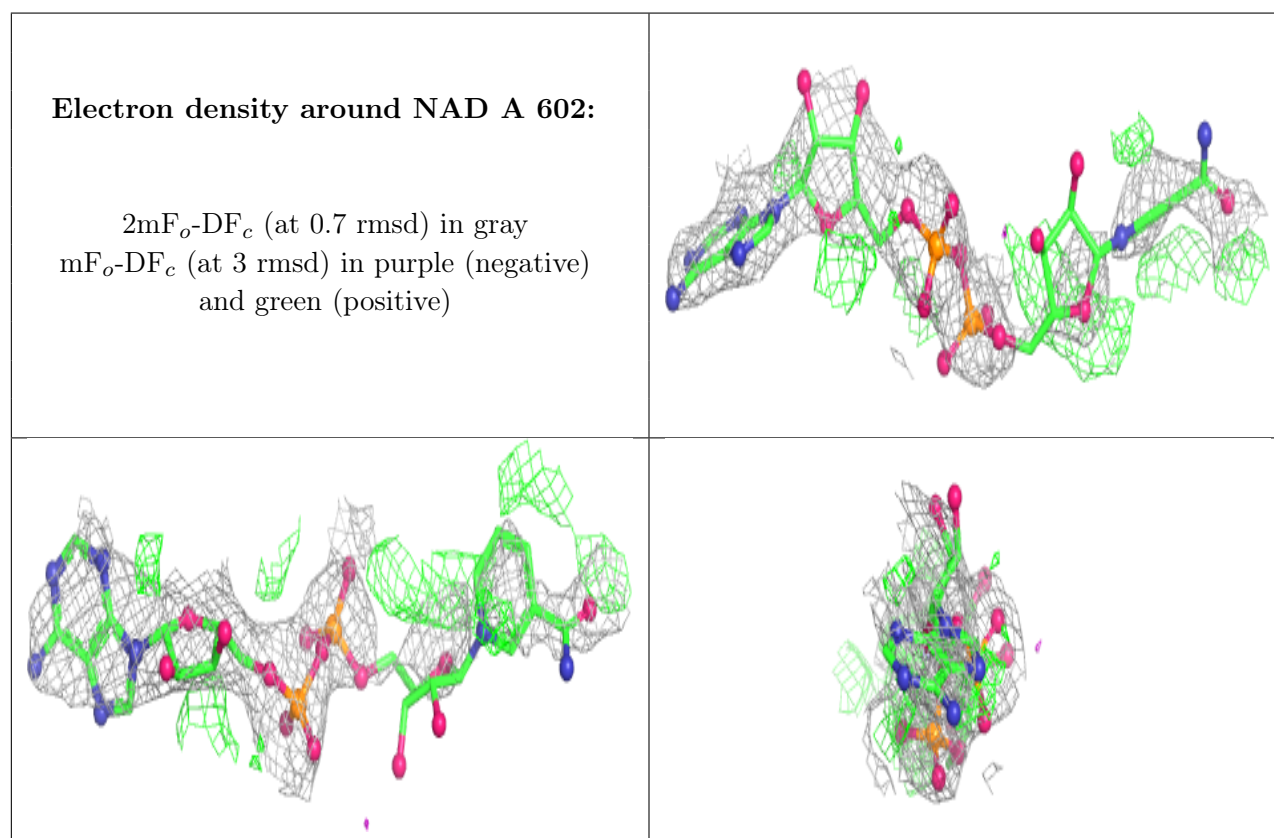 Electron density around NAD A 602:
2mFo-DFc (at 0.7 rmsd) in gray
mFo-DFc (at 3 rmsd) in purple (negative)
and green (positive)